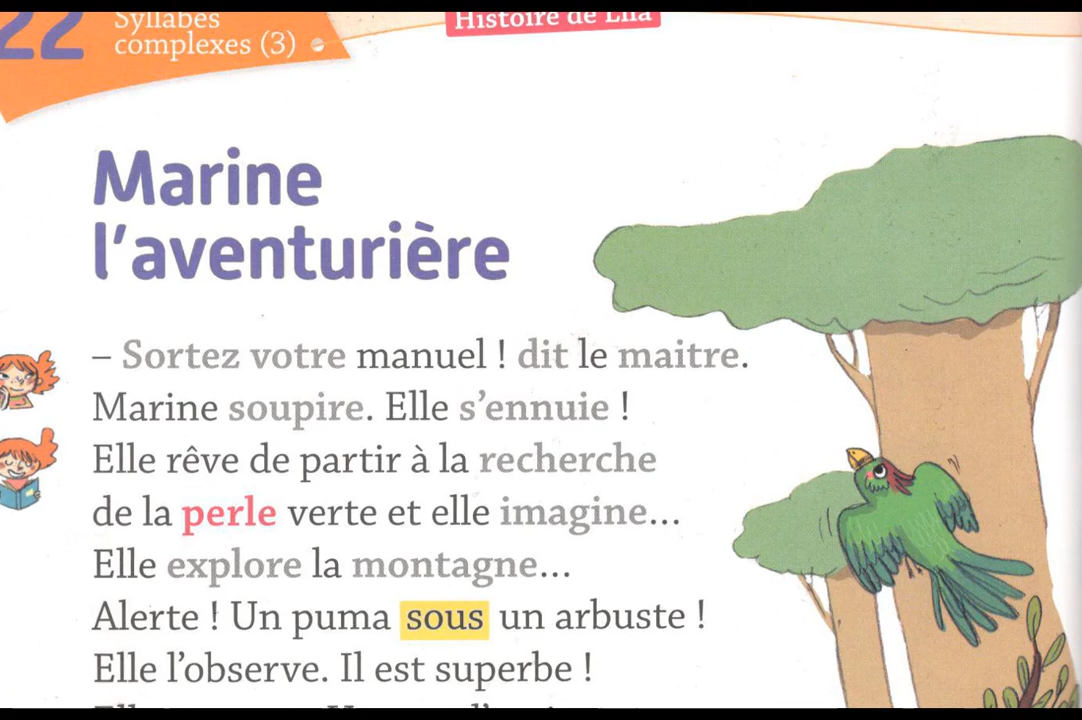 22
Syllabes
complexes (3)
Histoire de Lila
Marine
l'aventurière
– Sortez votre manuel ! dit le maitre.
Marine soupire. Elle s'ennuie !
Elle rêve de partir à la recherche
de la perle verte et elle imagine...
Elle explore la montagne...
Alerte ! Un puma sous un arbuste !
Elle l'observe. Il est superbe !